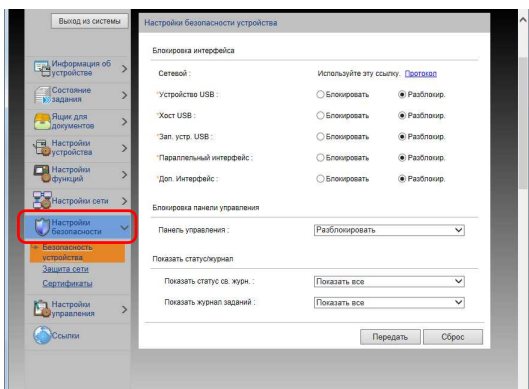 Выход из системы
Информация об устройстве
Состояние задания
Ящик для документов
Настройки устройства
Настройки функций
Настройки сети
Настройки безопасности
Безопасность устройства
Защита сети
Сертификаты
Настройки управления
Ссылки
Настройки безопасности устройства
Блокировка интерфейса
Сетевой : Используйте эту ссылку. Протокол
*Устройство USB : Блокировать Разблокир.
*Хост USB : Блокировать Разблокир.
*Зап. устр. USB : Блокировать Разблокир.
*Параллельный интерфейс : Блокировать Разблокир.
*Доп. Интерфейс : Блокировать Разблокир.
Блокировка панели управления
Панель управления : Разблокировать
Показать статус/журнал
Показать статус св. журн. : Показать все
Показать журнал заданий : Показать все
Передать Сброс